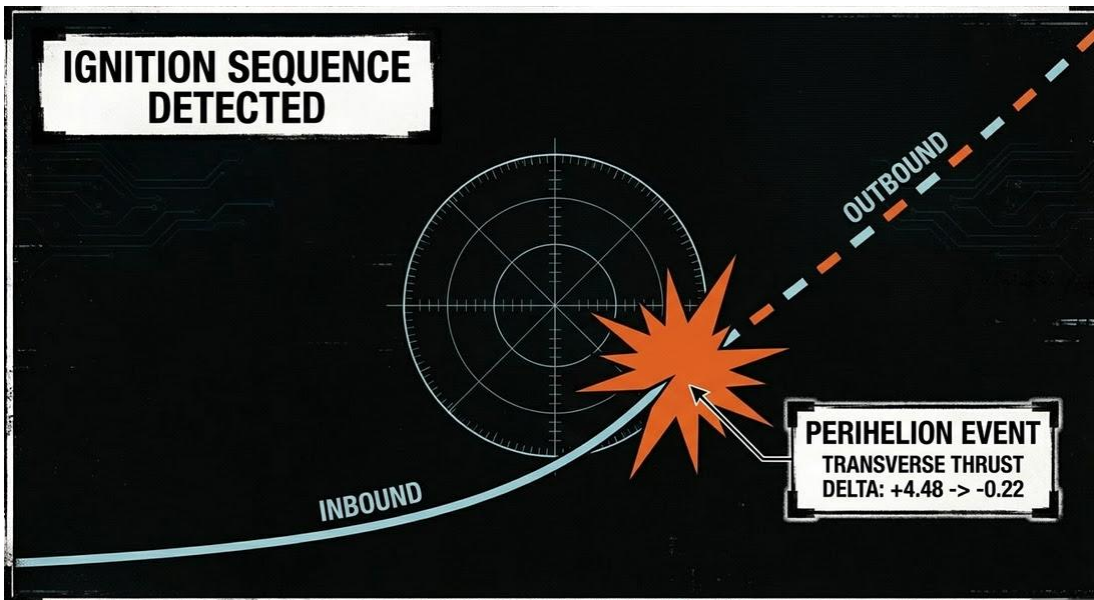 IGNITION SEQUENCE
DETECTED
OUTBOUND
INBOUND
PERIHELION EVENT
TRANSVERSE THRUST
DELTA: +4.48 -> -0.22